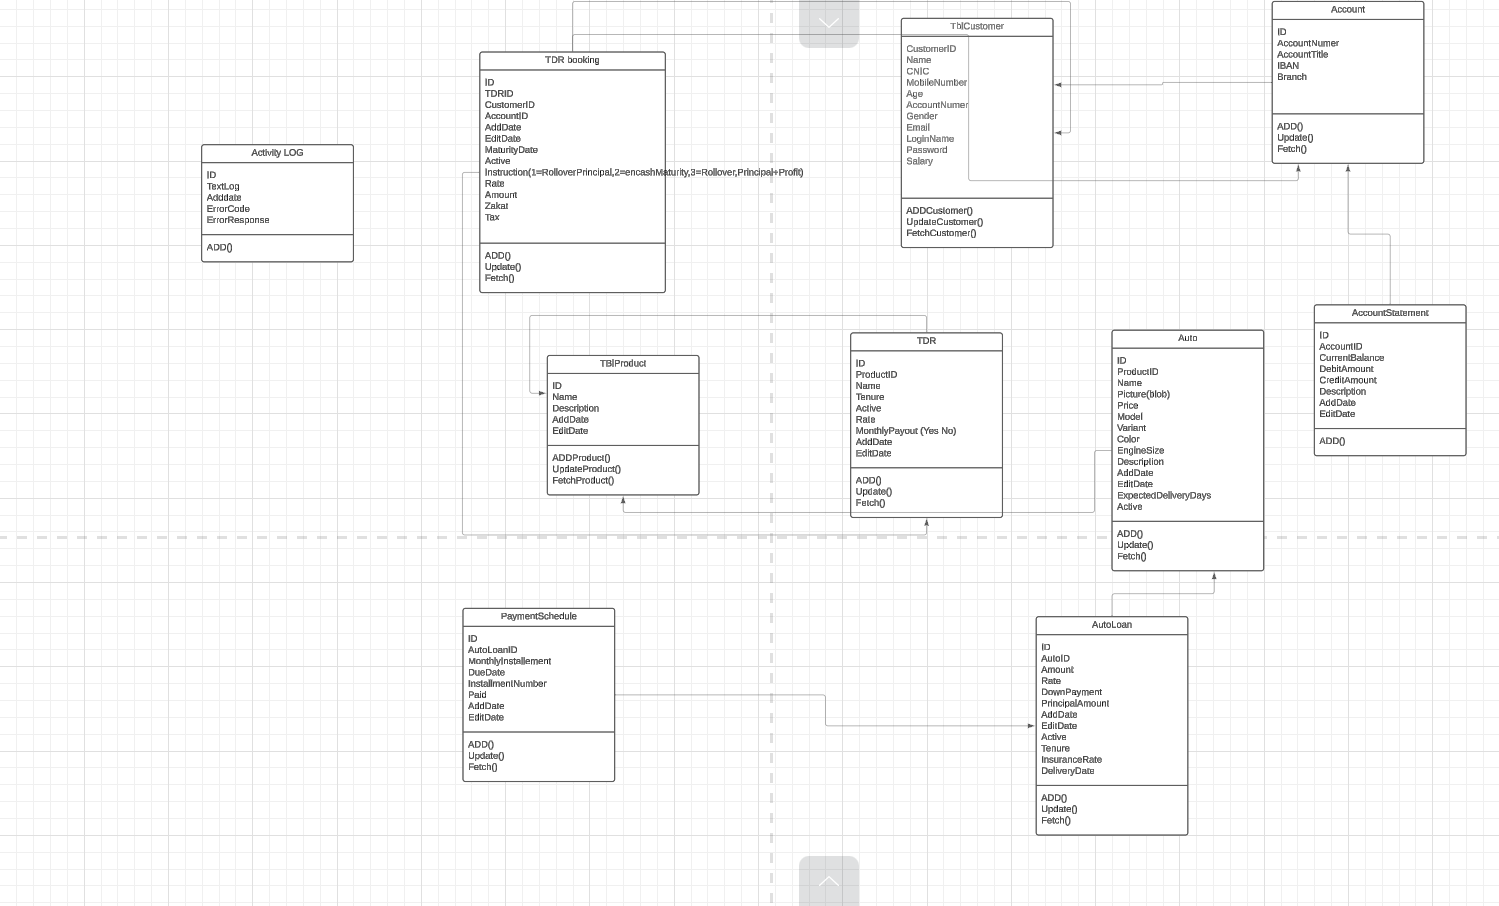 Account
ID
AccountNumer
AccountTitle
IBAN
Branch
ADD()
Update()
Fetch()
TblCustomer
CustomerID
Name
CNIC
MobileNumber
Age
AccountNumer
Gender
Email
LoginName
Password
Salary
ADDCustomer()
UpdateCustomer()
FetchCustomer()
TDR booking
ID
TDRID
CustomerID
AccountID
AddDate
EditDate
MaturityDate
Active
Instruction(1=RolloverPrincipal,2=encashMaturity,3=Rollover,Principal+Profit)
Rate
Amount
Zakat
Tax
ADD()
Update()
Fetch()
Activity LOG
ID
TextLog
Adddate
ErrorCode
ErrorResponse
ADD()
AccountStatement
ID
AccountID
CurrentBalance
DebitAmount
CreditAmount
Description
AddDate
EditDate
ADD()
TBlProduct
ID
Name
Description
AddDate
EditDate
ADDProduct()
UpdateProduct()
FetchProduct()
TDR
ID
ProductID
Name
Tenure
Active
Rate
MonthlyPayout (Yes No)
AddDate
EditDate
ADD()
Update()
Fetch()
Auto
ID
ProductID
Name
Picture(blob)
Price
Model
Variant
Color
EngineSize
Description
AddDate
EditDate
ExpectedDeliveryDays
Active
ADD()
Update()
Fetch()
PaymentSchedule
ID
AutoLoanID
MonthlyInstallement
DueDate
InstallmentNumber
Paid
AddDate
EditDate
ADD()
Update()
Fetch()
AutoLoan
ID
AutoID
Amount
Rate
DownPayment
PrincipalAmount
AddDate
EditDate
Active
Tenure
InsuranceRate
DeliveryDate
ADD()
Update()
Fetch()